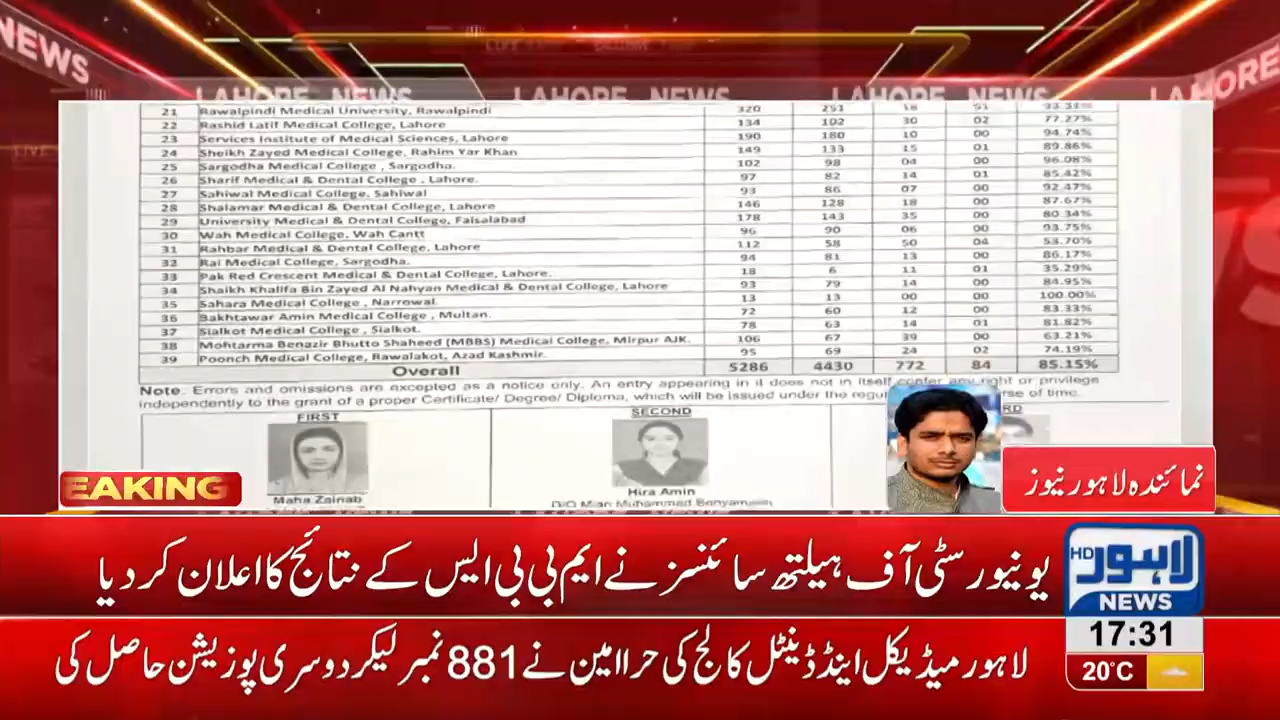 NEWS
LAHORE NEWS
LAHORE NEWS
LAHORE NEWS
LAHORE
21 Rawalpindi Medical University, Rawalpindi 320 251 18 51 93.31%
22 Rashid Latif Medical College, Lahore 134 102 30 02 77.27%
23 Services Institute of Medical Sciences, Lahore 190 180 10 00 94.74%
24 Sheikh Zayed Medical College, Rahim Yar Khan 149 133 15 01 89.86%
25 Sargodha Medical College , Sargodha. 102 98 04 00 96.08%
26 Sharif Medical & Dental College , Lahore. 97 82 14 01 85.42%
27 Sahiwal Medical College, Sahiwal 93 86 07 00 92.47%
28 Shalamar Medical & Dental College, Lahore 146 128 18 00 87.67%
29 University Medical & Dental College, Faisalabad 178 143 35 00 80.34%
30 Wah Medical College, Wah Cantt 96 90 06 00 93.75%
31 Rahbar Medical & Dental College, Lahore 112 58 50 04 53.70%
32 Rai Medical College, Sargodha. 94 81 13 00 86.17%
33 Pak Red Crescent Medical & Dental College, Lahore. 18 6 11 01 35.29%
34 Shaikh Khalifa Bin Zayed Al Nahyan Medical & Dental College, Lahore 93 79 14 00 84.95%
35 Sahara Medical College , Narrowal. 13 13 00 00 100.00%
36 Bakhtawar Amin Medical College , Multan. 72 60 12 00 83.33%
37 Sialkot Medical College , Sialkot. 78 63 14 01 81.82%
38 Mohtarma Benazir Bhutto Shaheed (MBBS) Medical College, Mirpur AJK. 106 67 39 00 63.21%
39 Poonch Medical College, Rawalakot, Azad Kashmir. 95 69 24 02 74.19%
Overall 5286 4430 772 84 85.15%
Note: Errors and omissions are excepted as a notice only. An entry appearing in it does not in itself confer any right or privilege
independently to the grant of a proper Certificate/ Degree/ Diploma, which will be issued under the regu rse of time.
FIRST SECOND RD
Maha Zainab Hira Amin
D/O Mian Muhammad Benyameen
EAKING
نمائندہ لاہور نیوز
یونیورسٹی آف ہیلتھ سائنسز نے ایم بی بی ایس کے نتائج کا اعلان کر دیا
لاہور HD
NEWS
17:31
لاہور میڈیکل اینڈ ڈینٹل کالج کی حرا امین نے 881 نمبر لیکر دوسری پوزیشن حاصل کی
20°C